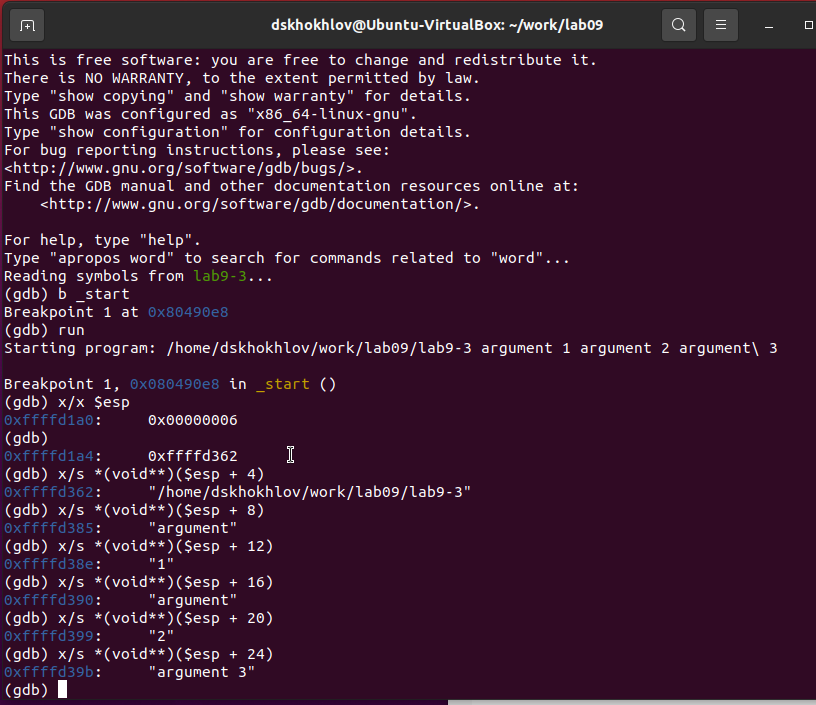 dskhokhlov@Ubuntu-VirtualBox: ~/work/lab09
This is free software: you are free to change and redistribute it.
There is NO WARRANTY, to the extent permitted by law.
Type "show copying" and "show warranty" for details.
This GDB was configured as "x86_64-linux-gnu".
Type "show configuration" for configuration details.
For bug reporting instructions, please see:
<http://www.gnu.org/software/gdb/bugs/>.
Find the GDB manual and other documentation resources online at:
    <http://www.gnu.org/software/gdb/documentation/>.

For help, type "help".
Type "apropos word" to search for commands related to "word"...
Reading symbols from lab9-3...
(gdb) b _start
Breakpoint 1 at 0x80490e8
(gdb) run
Starting program: /home/dskhokhlov/work/lab09/lab9-3 argument 1 argument 2 argument\ 3

Breakpoint 1, 0x080490e8 in _start ()
(gdb) x/x $esp
0xffffd1a0:     0x00000006
(gdb)
0xffffd1a4:     0xffffd362
(gdb) x/s *(void**)($esp + 4)
0xffffd362:     "/home/dskhokhlov/work/lab09/lab9-3"
(gdb) x/s *(void**)($esp + 8)
0xffffd385:     "argument"
(gdb) x/s *(void**)($esp + 12)
0xffffd38e:     "1"
(gdb) x/s *(void**)($esp + 16)
0xffffd390:     "argument"
(gdb) x/s *(void**)($esp + 20)
0xffffd399:     "2"
(gdb) x/s *(void**)($esp + 24)
0xffffd39b:     "argument 3"
(gdb)